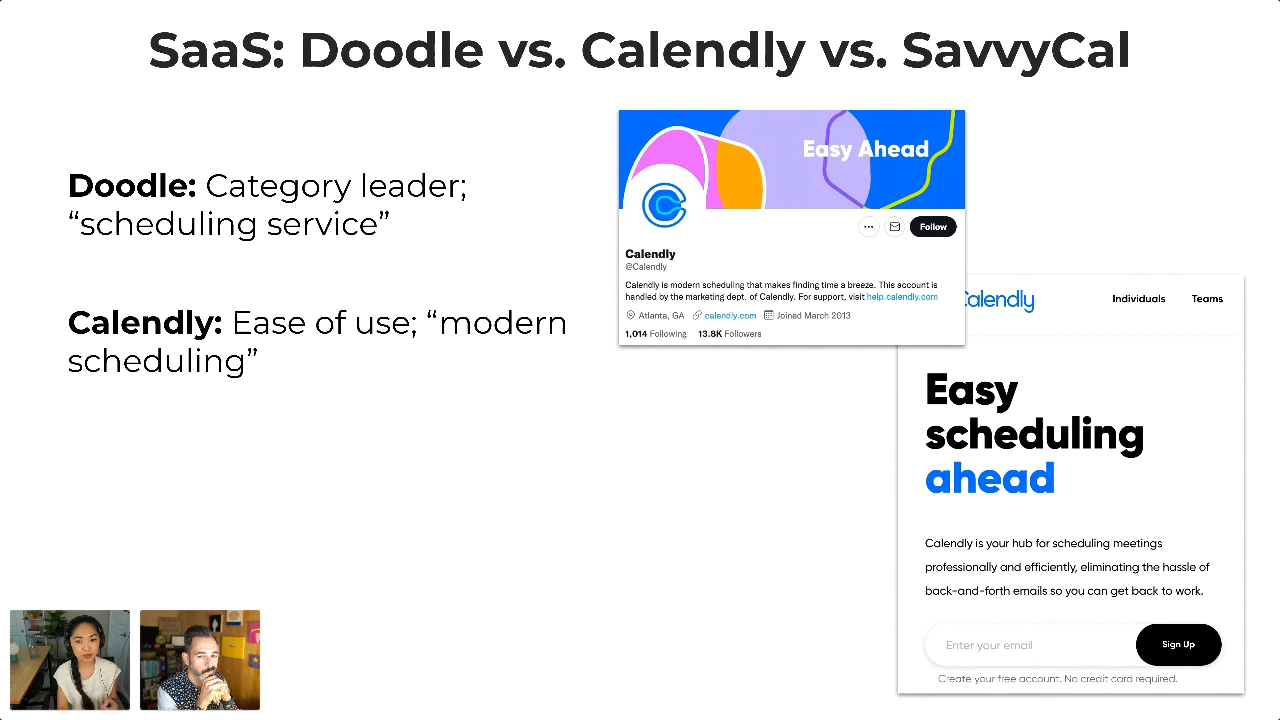 SaaS: Doodle vs. Calendly vs. SavvyCal
Doodle: Category leader;
“scheduling service”
Calendly: Ease of use; “modern
scheduling”
Easy Ahead
Follow
Calendly
@Calendly
Calendly is modern scheduling that makes finding time a breeze. This account is
handled by the marketing dept. of Calendly. For support, visit help.calendly.com
Atlanta, GA calendly.com Joined March 2013
1,014 Following 13.8K Followers
Calendly Individuals Teams
Easy
scheduling
ahead
Calendly is your hub for scheduling meetings
professionally and efficiently, eliminating the hassle of
back-and-forth emails so you can get back to work.
Enter your email Sign Up
Create your free account. No credit card required.